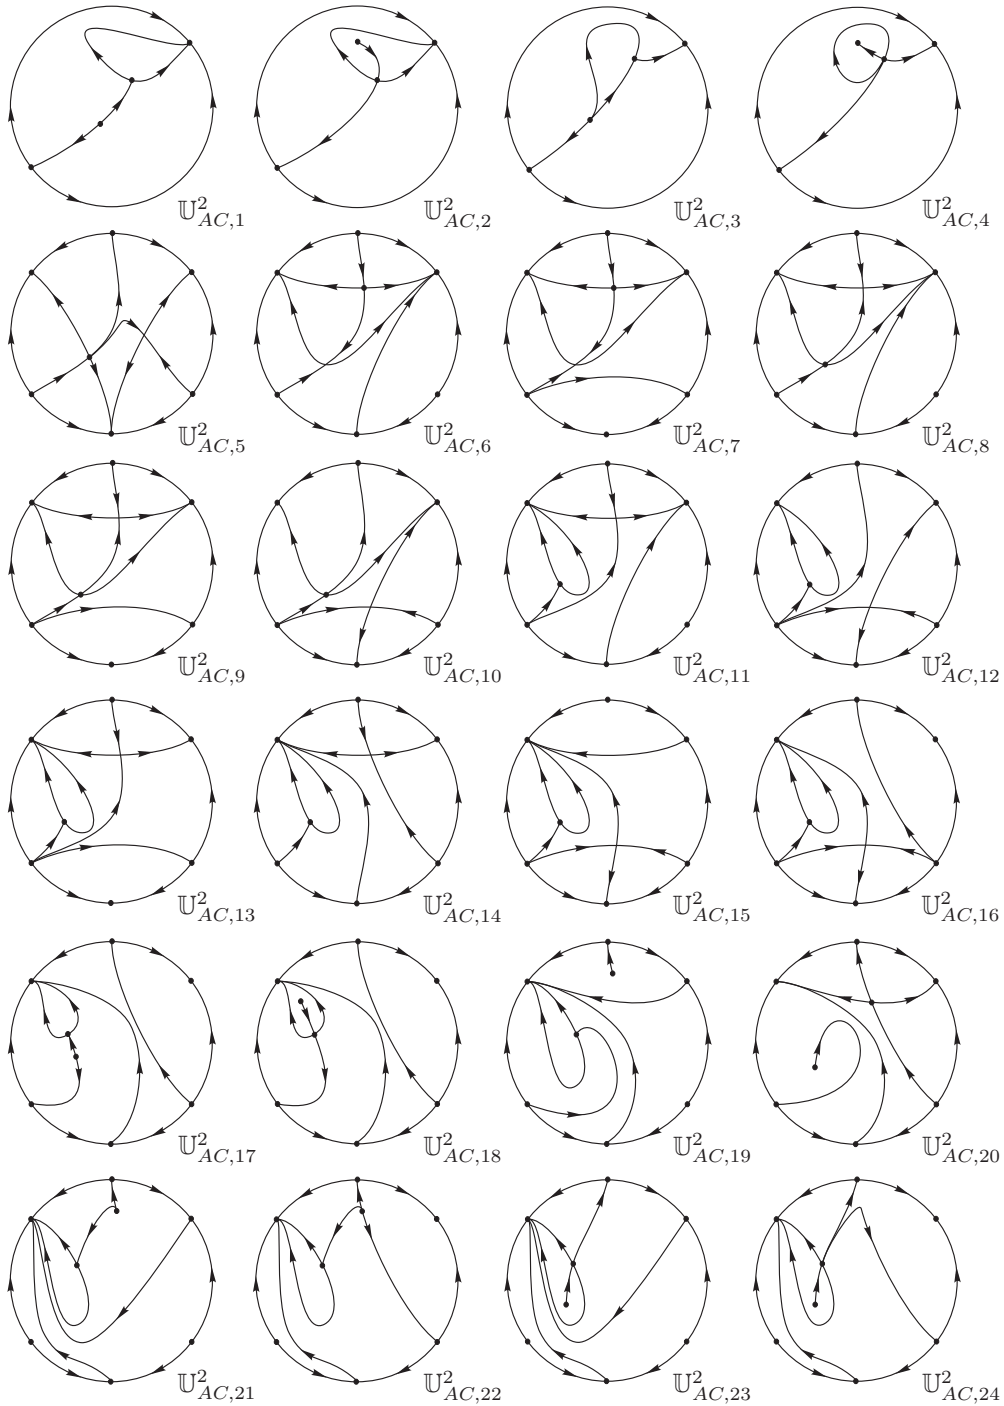 𝕌²_{AC,1} 𝕌²_{AC,2} 𝕌²_{AC,3} 𝕌²_{AC,4}
𝕌²_{AC,5} 𝕌²_{AC,6} 𝕌²_{AC,7} 𝕌²_{AC,8}
𝕌²_{AC,9} 𝕌²_{AC,10} 𝕌²_{AC,11} 𝕌²_{AC,12}
𝕌²_{AC,13} 𝕌²_{AC,14} 𝕌²_{AC,15} 𝕌²_{AC,16}
𝕌²_{AC,17} 𝕌²_{AC,18} 𝕌²_{AC,19} 𝕌²_{AC,20}
𝕌²_{AC,21} 𝕌²_{AC,22} 𝕌²_{AC,23} 𝕌²_{AC,24}